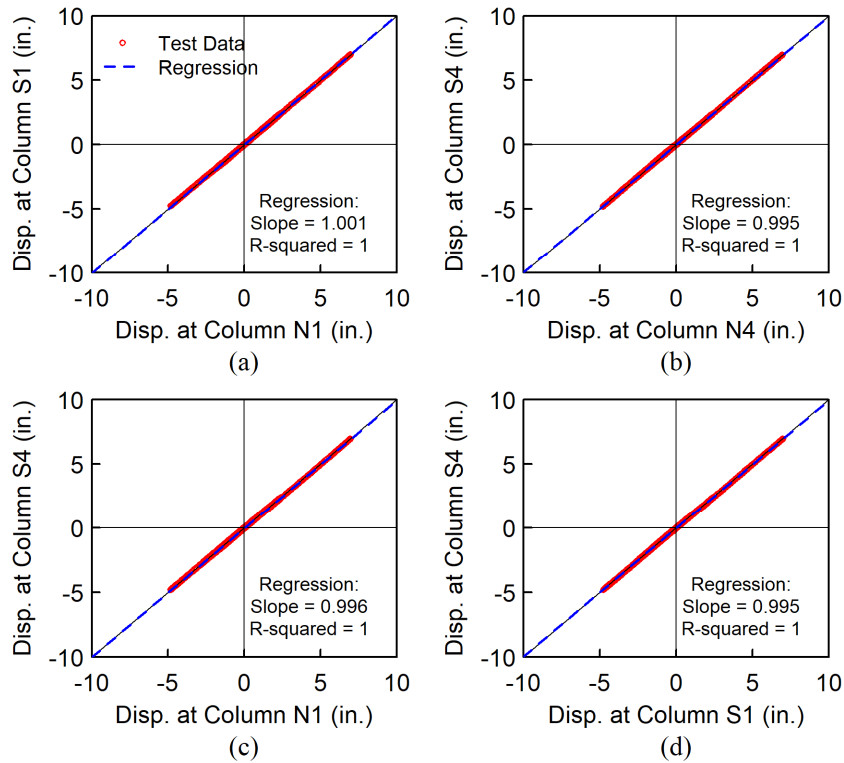 10
5
0
-5
-10
-10
-5
0
5
10
Disp. at Column S1 (in.)
Disp. at Column N1 (in.)
Test Data
Regression
Regression:
Slope = 1.001
R-squared = 1
(a)
10
5
0
-5
-10
-10
-5
0
5
10
Disp. at Column S4 (in.)
Disp. at Column N4 (in.)
Regression:
Slope = 0.995
R-squared = 1
(b)
10
5
0
-5
-10
-10
-5
0
5
10
Disp. at Column S4 (in.)
Disp. at Column N1 (in.)
Regression:
Slope = 0.996
R-squared = 1
(c)
10
5
0
-5
-10
-10
-5
0
5
10
Disp. at Column S4 (in.)
Disp. at Column S1 (in.)
Regression:
Slope = 0.995
R-squared = 1
(d)